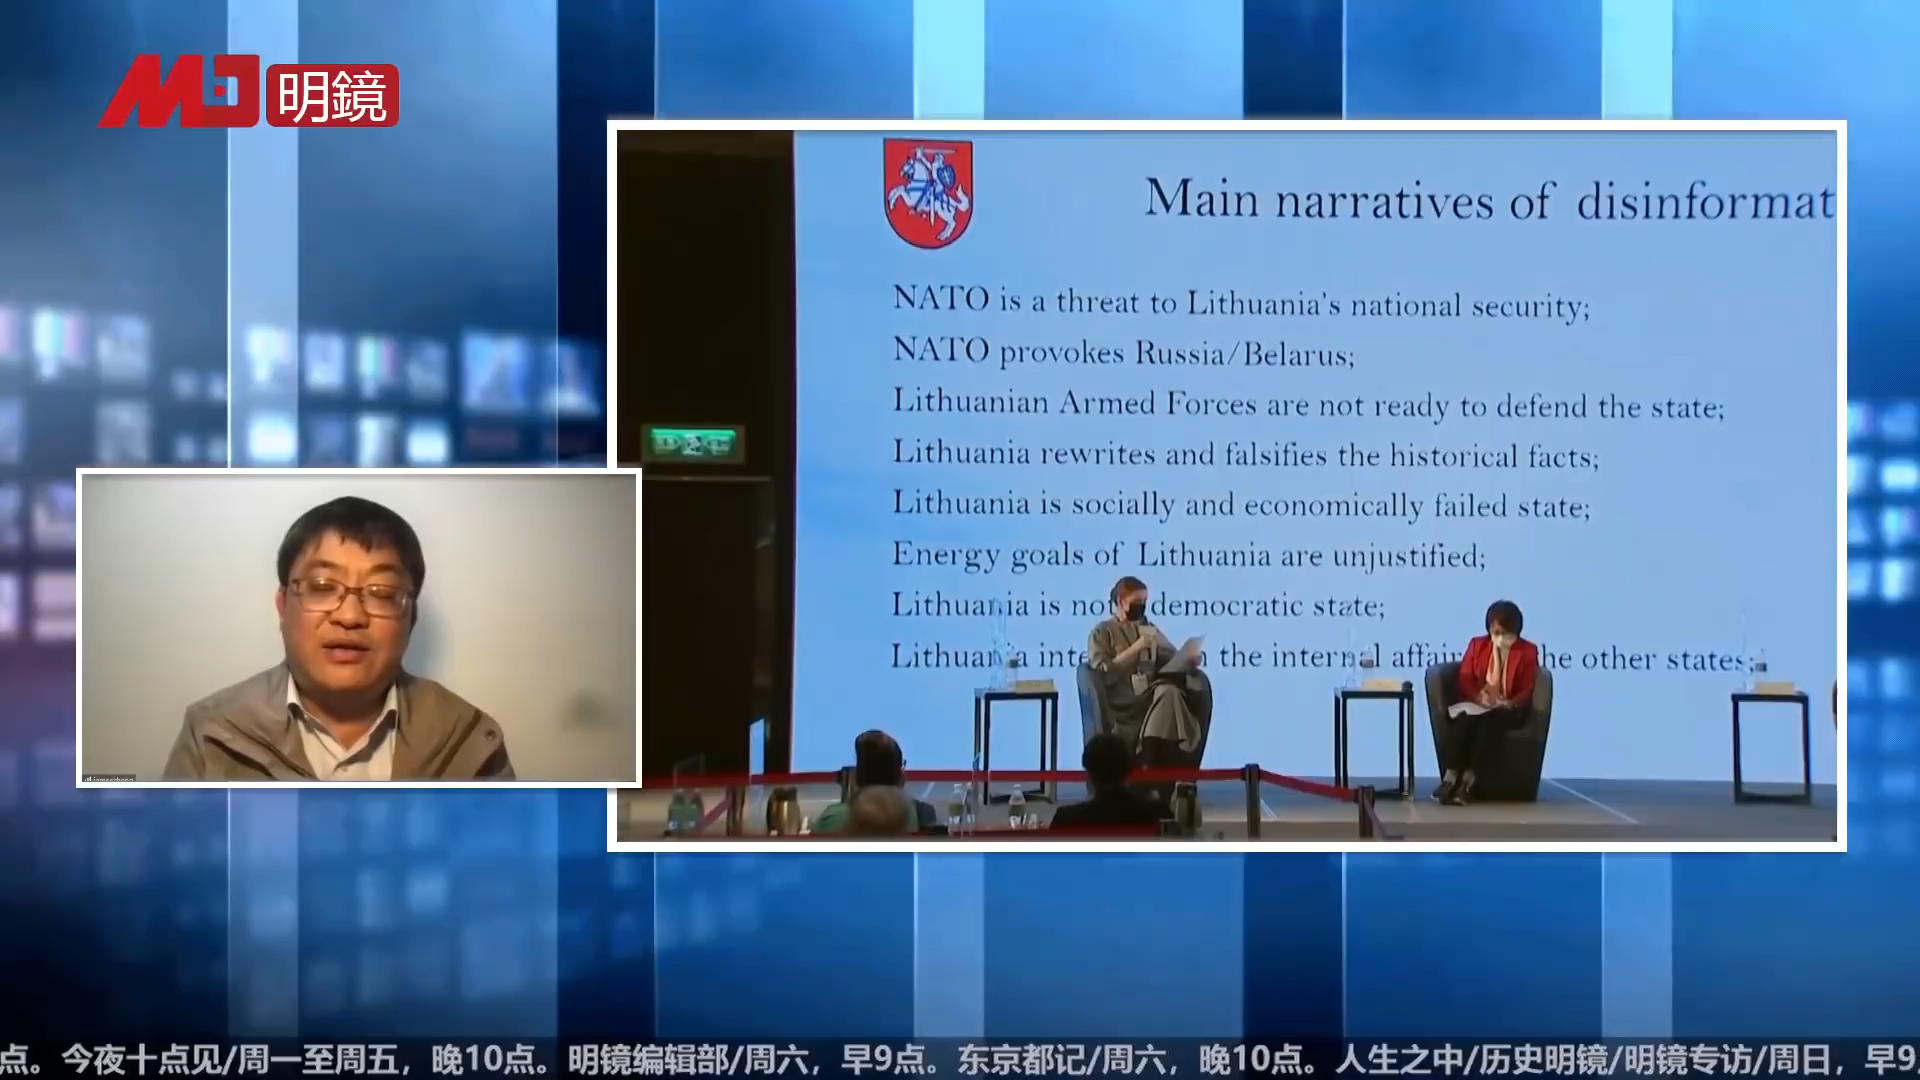 明鏡
Main narratives of disinformat
NATO is a threat to Lithuania's national security;
NATO provokes Russia/Belarus;
Lithuanian Armed Forces are not ready to defend the state;
Lithuania rewrites and falsifies the historical facts;
Lithuania is socially and economically failed state;
Energy goals of Lithuania are unjustified;
Lithuania is not democratic state;
Lithuania the internal affair the other states;
点。今夜十点见/周一至周五，晚10点。明镜编辑部/周六，早9点。东京都记/周六，晚10点。人生之中/历史明镜/明镜专访/周日，早9